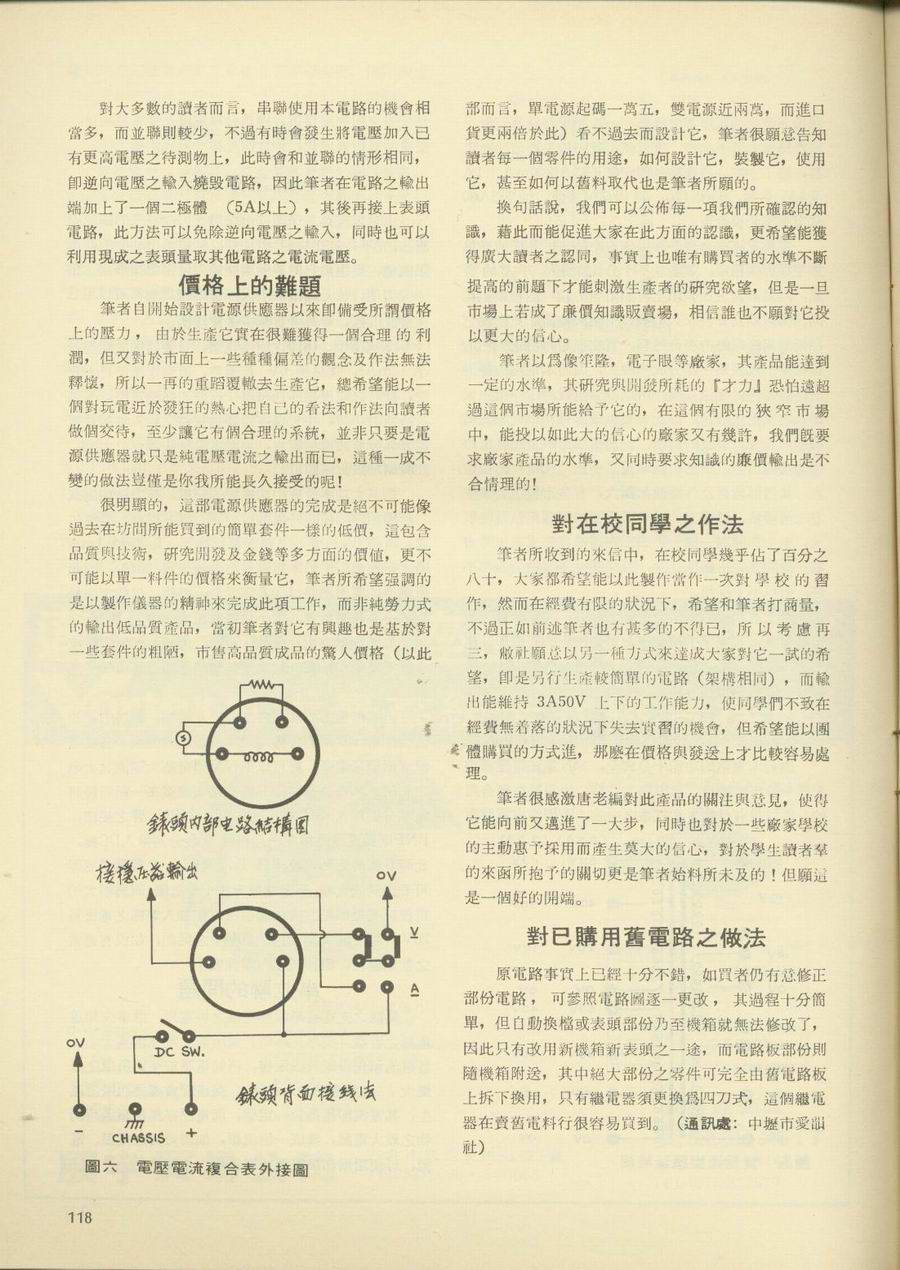 對大多數的讀者而言，串聯使用本電路的機會相
當多，而並聯則較少，不過有時會發生將電壓加入已
有更高電壓之待測物上，此時會和並聯的情形相同，
即逆向電壓之輸入燒毀電路，因此筆者在電路之輸出
端加上了一個二極體（5A以上），其後再接上表頭
電路，此方法可以免除逆向電壓之輸入，同時也可以
利用現成之表頭量取其他電路之電流電壓。
價格上的難題
筆者自開始設計電源供應器以來即備受所謂價格
上的壓力，由於生產它實在很難獲得一個合理的利
潤，但又對於市面上一些種種偏差的觀念及作法無法
釋懷，所以一再的重蹈覆轍去生產它，總希望能以一
個對玩電近於發狂的熱心把自己的看法和作法向讀者
做個交待，至少讓它有個合理的系統，並非只要是電
源供應器就只是純電壓電流之輸出而已，這種一成不
變的做法豈僅是你我所能長久接受的呢！
很明顯的，這部電源供應器的完成是絕不可能像
過去在坊間所能買到的簡單套件一樣的低價，這包含
品質與技術，研究開發及金錢等多方面的價值，更不
可能以單一料件的價格來衡量它，筆者所希望强調的
是以製作儀器的精神來完成此項工作，而非純勞力式
的輸出低品質產品，當初筆者對它有興趣也是基於對
一些套件的粗陋，市售高品質成品的驚人價格（以此
S
錶頭内部电路結構図
接穩压器輸出
OV
V
A
DC SW.
OV
錶頭背面接线法
－
CHASSIS
＋
圖六　電壓電流複合表外接圖
118
部而言，單電源起碼一萬五，雙電源近兩萬，而進口
貨更兩倍於此）看不過去而設計它，筆者很願意告知
讀者每一個零件的用途，如何設計它，裝製它，使用
它，甚至如何以舊料取代也是筆者所願的。
換句話說，我們可以公佈每一項我們所確認的知
識，藉此而能促進大家在此方面的認識，更希望能獲
得廣大讀者之認同，事實上也唯有購買者的水準不斷
提高的前題下才能刺激生產者的研究欲望，但是一旦
市場上若成了廉價知識販賣場，相信誰也不願對它投
以更大的信心。
筆者以爲像笙隆，電子眼等廠家，其產品能達到
一定的水準，其研究與開發所耗的『才力』恐怕遠超
過這個市場所能給予它的，在這個有限的狹窄市場
中，能投以如此大的信心的廠家又有幾許，我們既要
求廠家產品的水準，又同時要求知識的廉價輸出是不
合情理的！
對在校同學之作法
筆者所收到的來信中，在校同學幾乎佔了百分之
八十，大家都希望能以此製作當作一次對學校的習
作，然而在經費有限的狀況下，希望和筆者打商量，
不過正如前述筆者也有甚多的不得已，所以考慮再
三，敝社願意以另一種方式來達成大家對它一試的希
望，即是另行生產較簡單的電路（架構相同），而輸
出能維持 3A50V 上下的工作能力，使同學們不致在
經費無着落的狀況下失去實習的機會，但希望能以團
體購買的方式進，那麽在價格與發送上才比較容易處
理。
筆者很感激唐老編對此產品的關注與意見，使得
它能向前又邁進了一大步，同時也對於一些廠家學校
的主動惠予採用而產生莫大的信心，對於學生讀者羣
的來函所抱予的關切更是筆者始料所未及的！但願這
是一個好的開端。
對已購用舊電路之做法
原電路事實上已經十分不錯，如買者仍有意修正
部份電路，可參照電路圖逐一更改，其過程十分簡
單，但自動換檔或表頭部份乃至機箱就無法修改了，
因此只有改用新機箱新表頭之一途，而電路板部份則
隨機箱附送，其中絕大部份之零件可完全由舊電路板
上拆下換用，只有繼電器須更換爲四刀式，這個繼電
器在賣舊電料行很容易買到。（通訊處：中壢市愛韻
社）